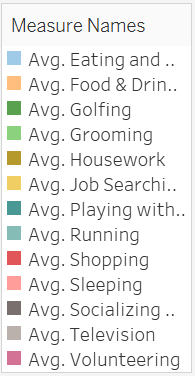 Measure Names
Avg. Eating and ..
Avg. Food & Drin..
Avg. Golfing
Avg. Grooming
Avg. Housework
Avg. Job Searchi..
Avg. Playing with..
Avg. Running
Avg. Shopping
Avg. Sleeping
Avg. Socializing ..
Avg. Television
Avg. Volunteering